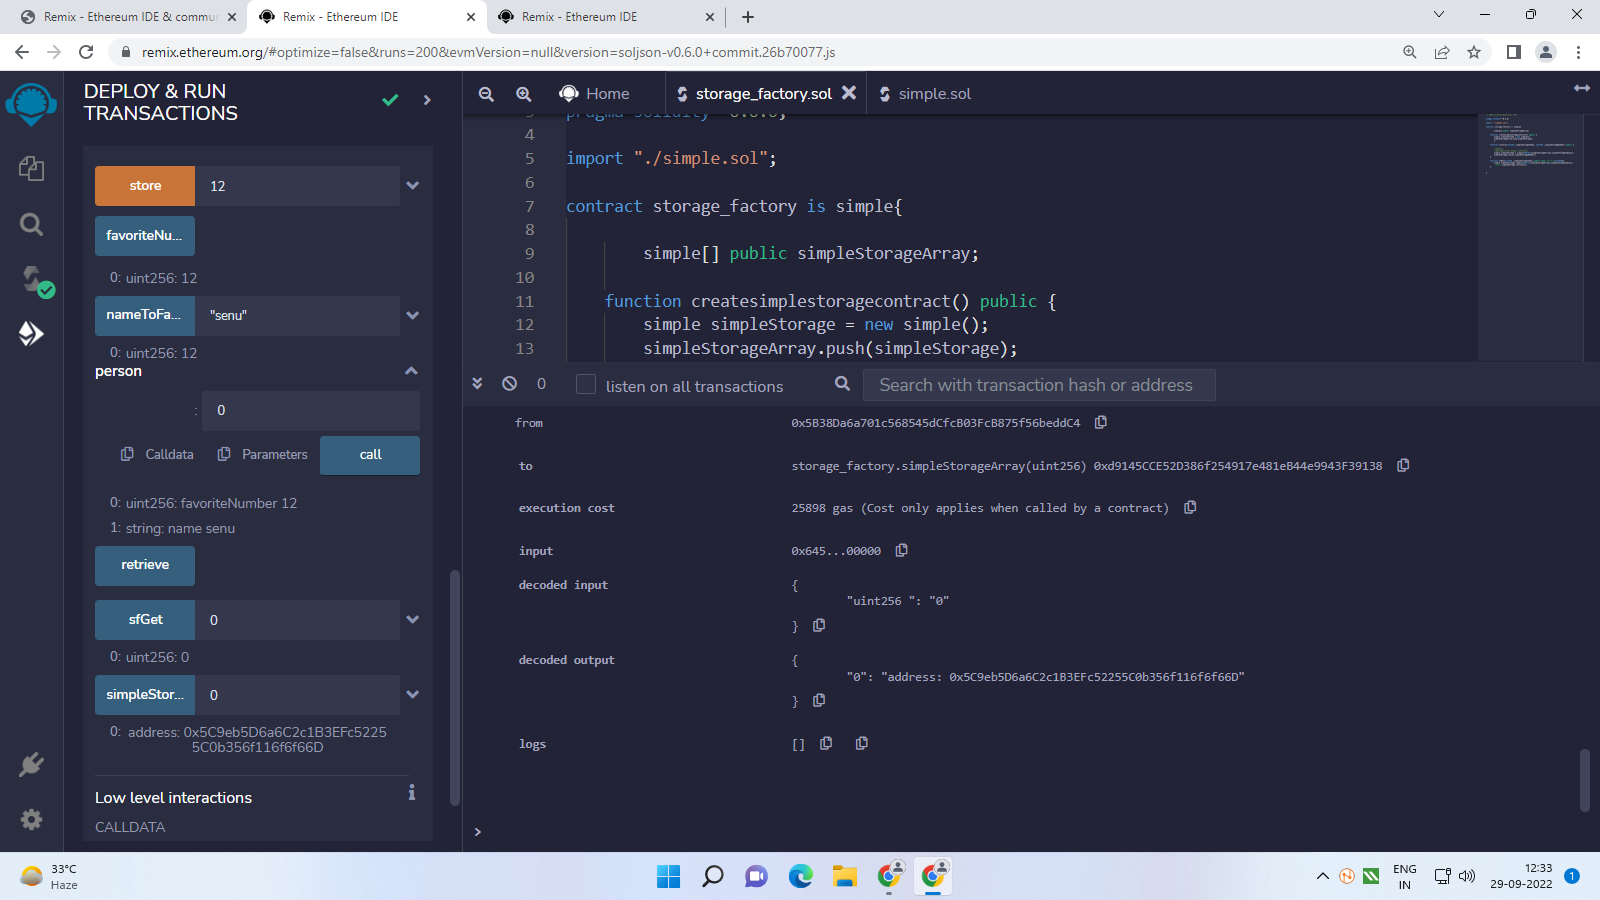 Remix - Ethereum IDE & commu
Remix - Ethereum IDE
Remix - Ethereum IDE
remix.ethereum.org/#optimize=false&runs=200&evmVersion=null&version=soljson-v0.6.0+commit.26b70077.js
DEPLOY & RUN
TRANSACTIONS
store
12
favoriteNu...
0: uint256: 12
nameToFa...
"senu"
0: uint256: 12
person
:
0
Calldata
Parameters
call
0: uint256: favoriteNumber 12
1: string: name senu
retrieve
sfGet
0
0: uint256: 0
simpleStor...
0
0: address: 0x5C9eb5D6a6C2c1B3EFc5225
5C0b356f116f6f66D
Low level interactions
i
CALLDATA
Home
storage_factory.sol
simple.sol
4
5 import "./simple.sol";
6
7 contract storage_factory is simple{
8
9 simple[] public simpleStorageArray;
10
11 function createsimplestoragecontract() public {
12 simple simpleStorage = new simple();
13 simpleStorageArray.push(simpleStorage);
0
listen on all transactions
Search with transaction hash or address
from 0x5B38Da6a701c568545dCfcB03FcB875f56beddC4
to storage_factory.simpleStorageArray(uint256) 0xd9145CCE52D386f254917e481eB44e9943F39138
execution cost 25898 gas (Cost only applies when called by a contract)
input 0x645...00000
decoded input {
"uint256 ": "0"
}
decoded output {
"0": "address: 0x5C9eb5D6a6C2c1B3EFc52255C0b356f116f6f66D"
}
logs []
>
33°C
Haze
ENG
IN
12:33
29-09-2022
1